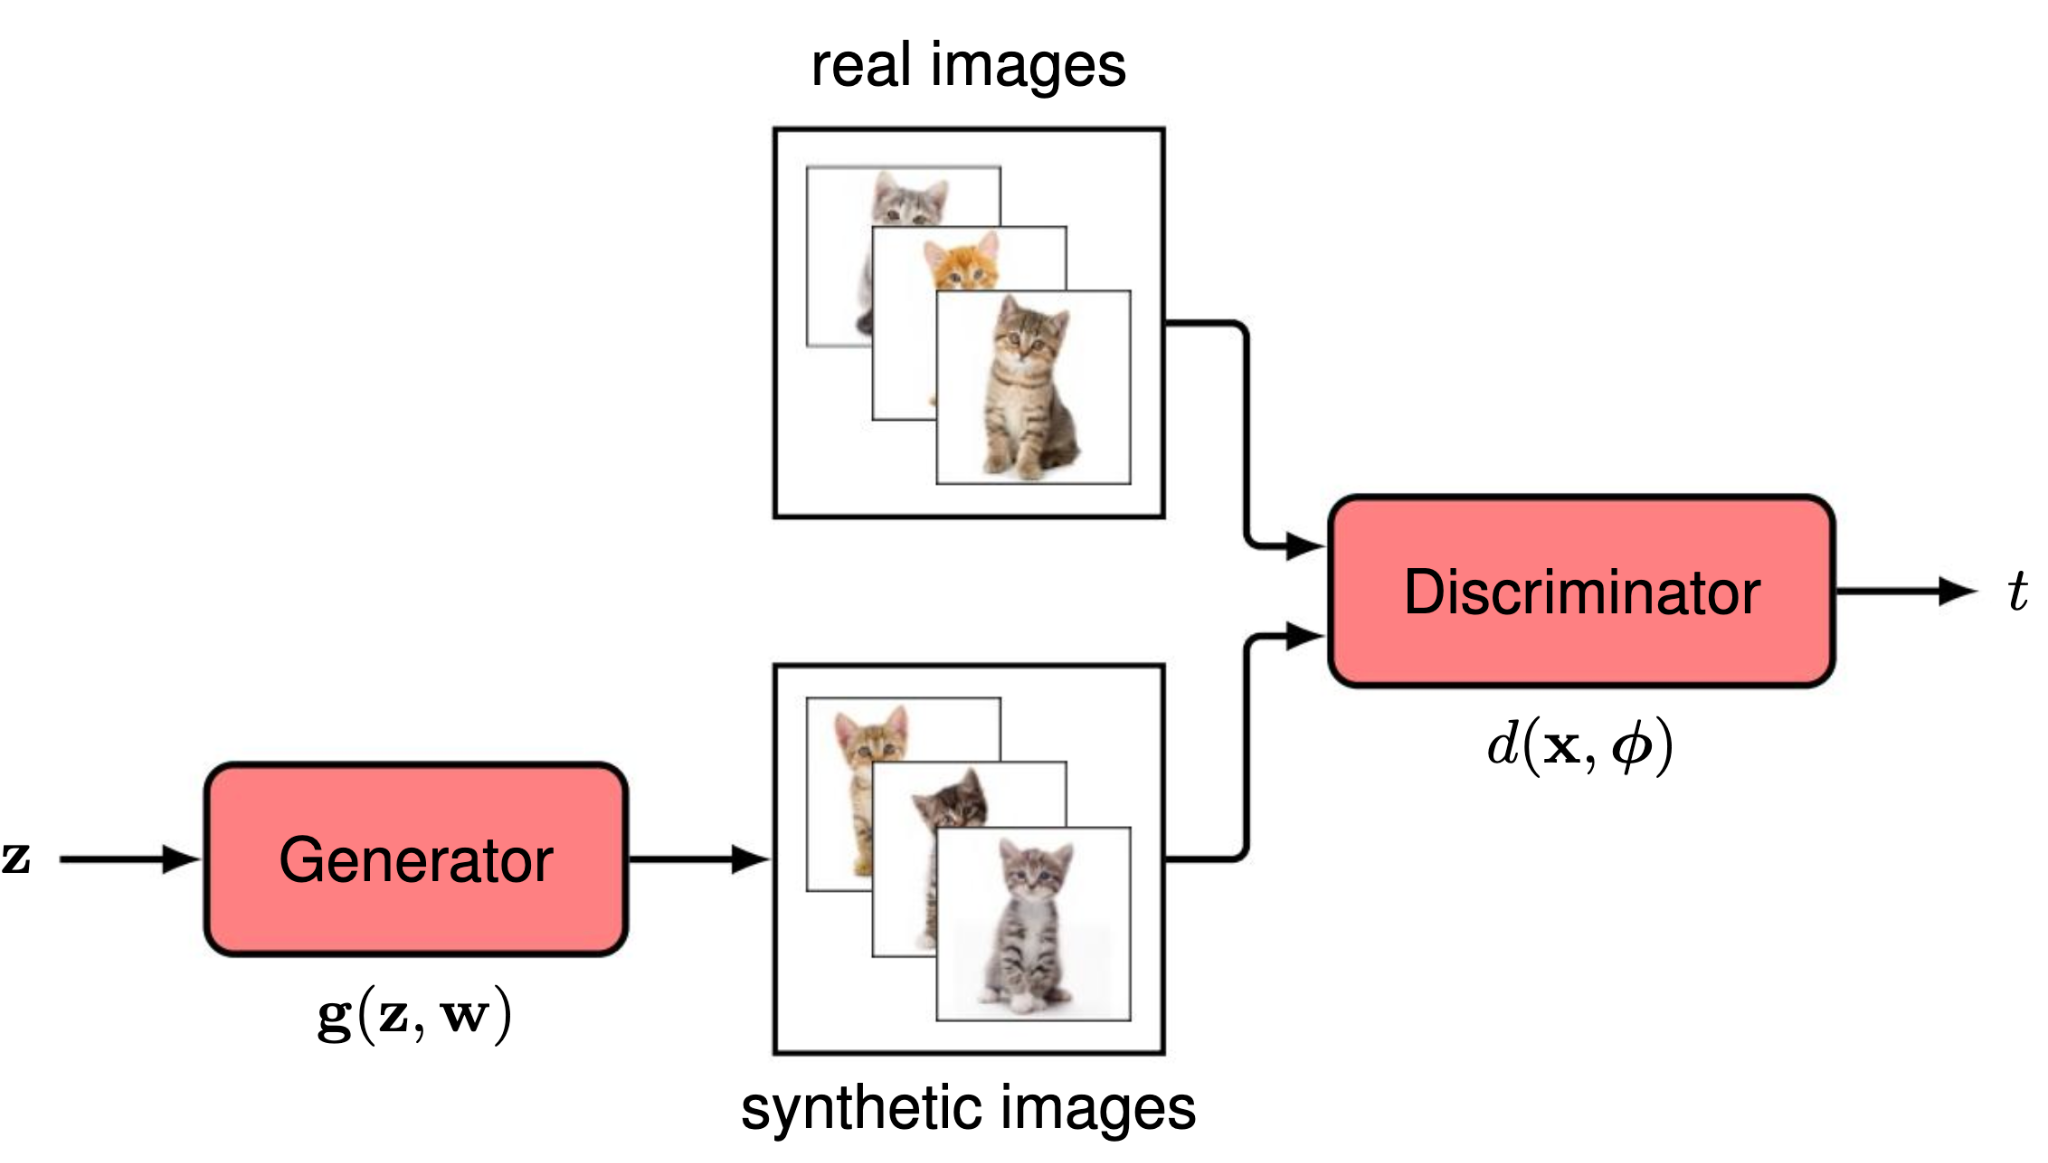 real images
Discriminator
t
d(x, ϕ)
z
Generator
g(z, w)
synthetic images